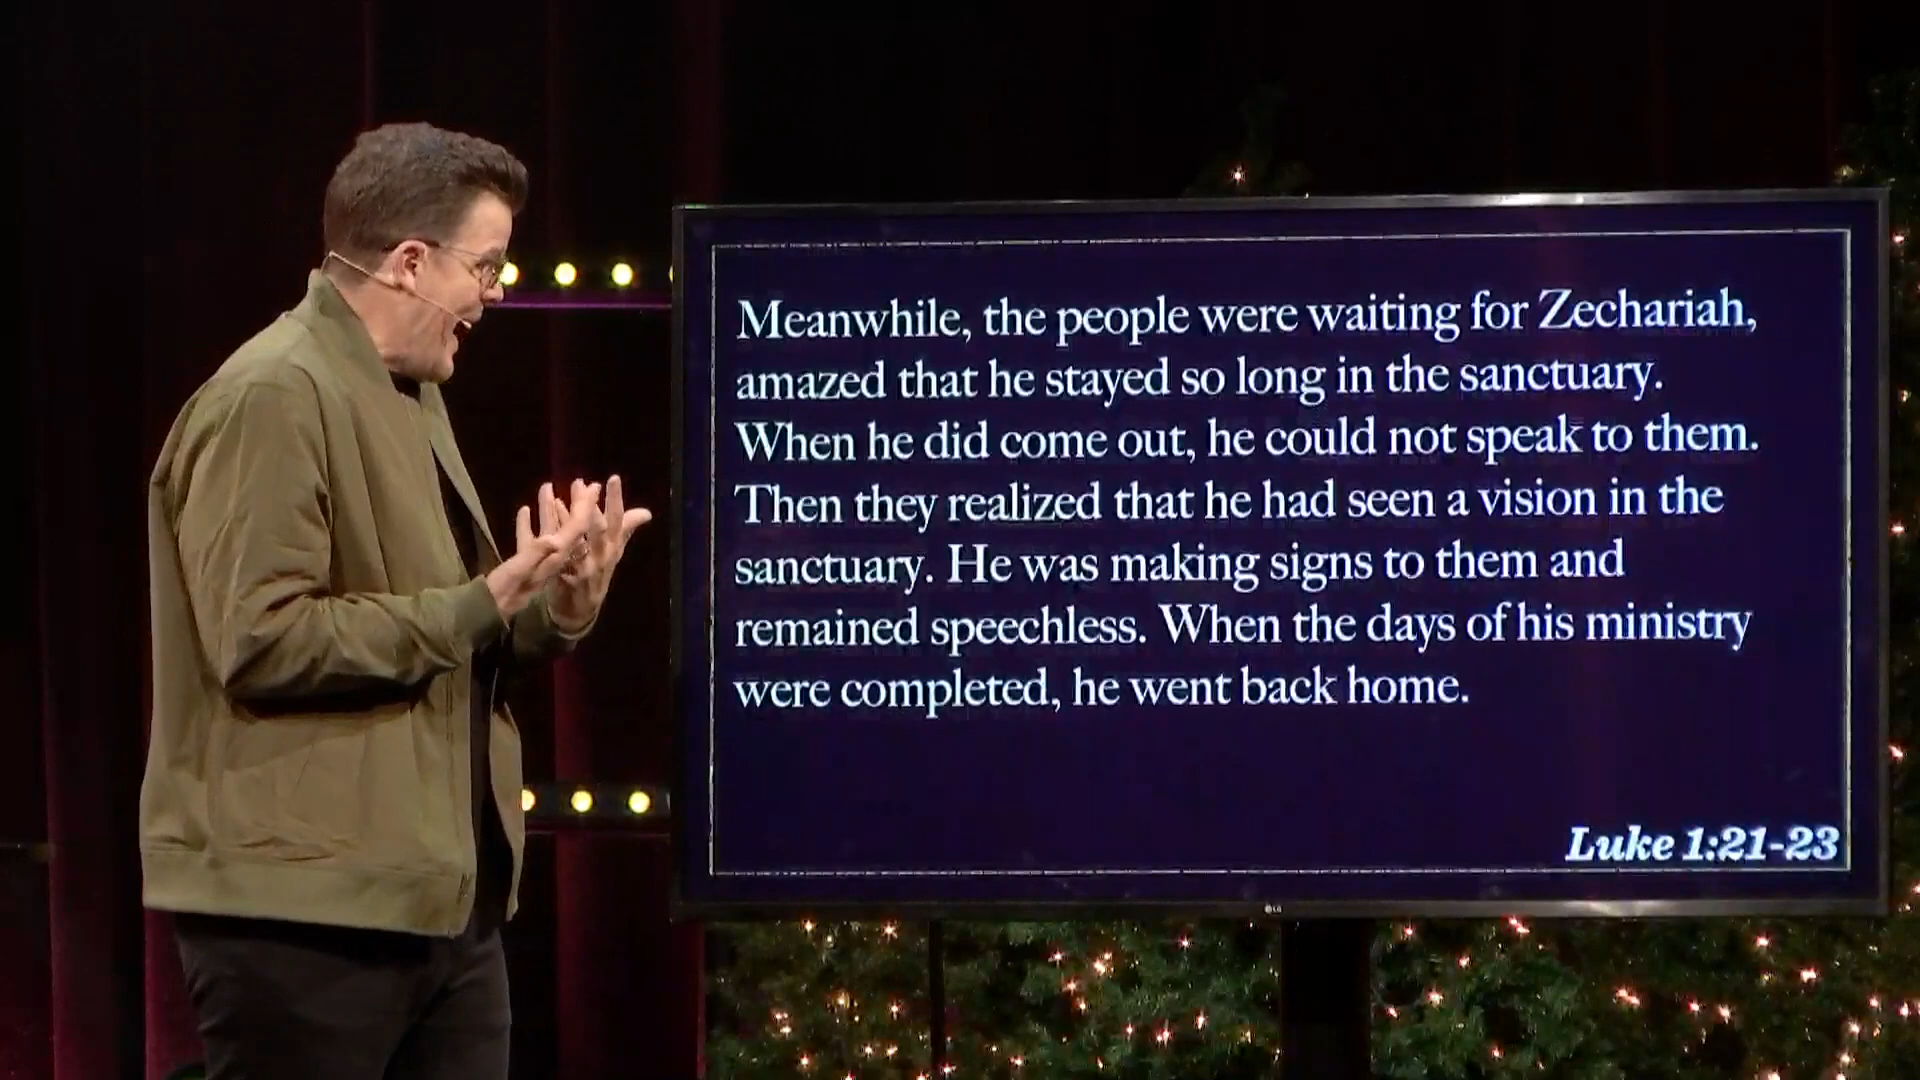 Meanwhile, the people were waiting for Zechariah,
amazed that he stayed so long in the sanctuary.
When he did come out, he could not speak to them.
Then they realized that he had seen a vision in the
sanctuary. He was making signs to them and
remained speechless. When the days of his ministry
were completed, he went back home.
Luke 1:21-23
LG